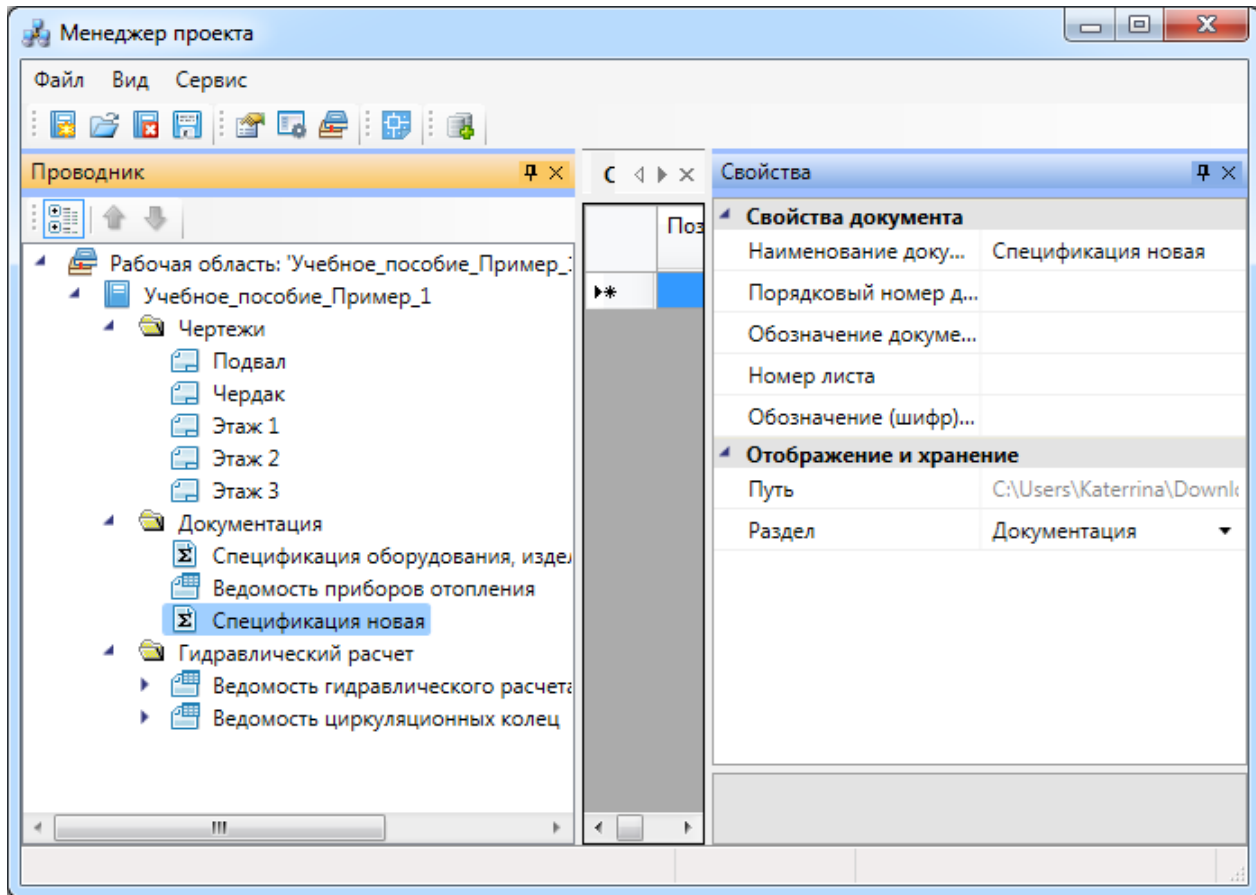 Менеджер проекта
Файл Вид Сервис
Проводник
Рабочая область: 'Учебное_пособие_Пример_
Учебное_пособие_Пример_1
Чертежи
Подвал
Чердак
Этаж 1
Этаж 2
Этаж 3
Документация
Спецификация оборудования, издел
Ведомость приборов отопления
Спецификация новая
Гидравлический расчет
Ведомость гидравлического расчета
Ведомость циркуляционных колец
С
Поз
Свойства
Свойства документа
Наименование доку... Спецификация новая
Порядковый номер д...
Обозначение докуме...
Номер листа
Обозначение (шифр)...
Отображение и хранение
Путь C:\Users\Katerrina\Downlo
Раздел Документация